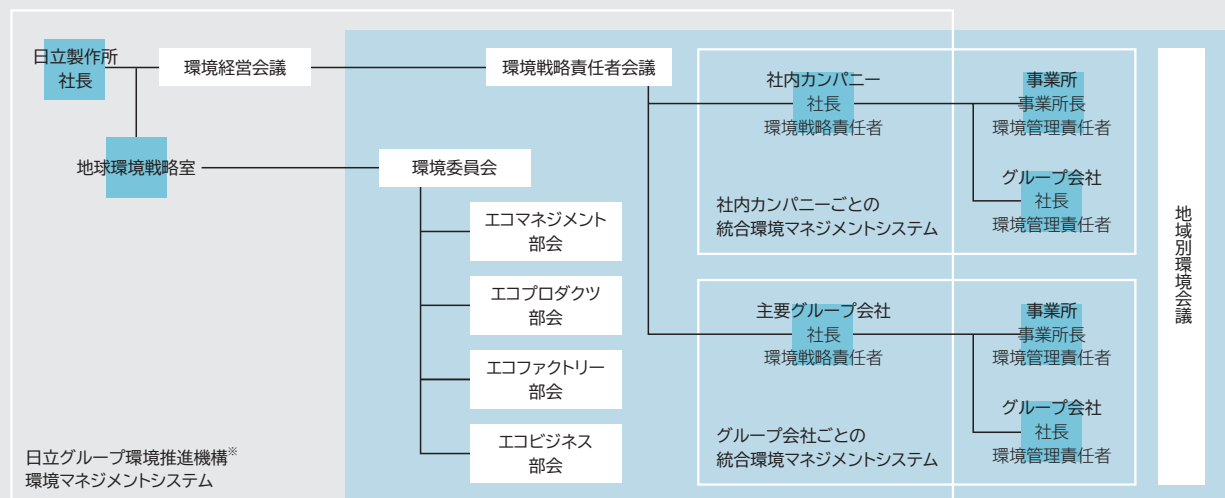 日立製作所
社長
環境経営会議
環境戦略責任者会議
地球環境戦略室
環境委員会
エコマネジメント
部会
エコプロダクツ
部会
エコファクトリー
部会
エコビジネス
部会
社内カンパニー
社長
環境戦略責任者
事業所
事業所長
環境管理責任者
グループ会社
社長
環境管理責任者
社内カンパニーごとの
統合環境マネジメントシステム
主要グループ会社
社長
環境戦略責任者
事業所
事業所長
環境管理責任者
グループ会社
社長
環境管理責任者
グループ会社ごとの
統合環境マネジメントシステム
地域別環境会議
日立グループ環境推進機構※
環境マネジメントシステム